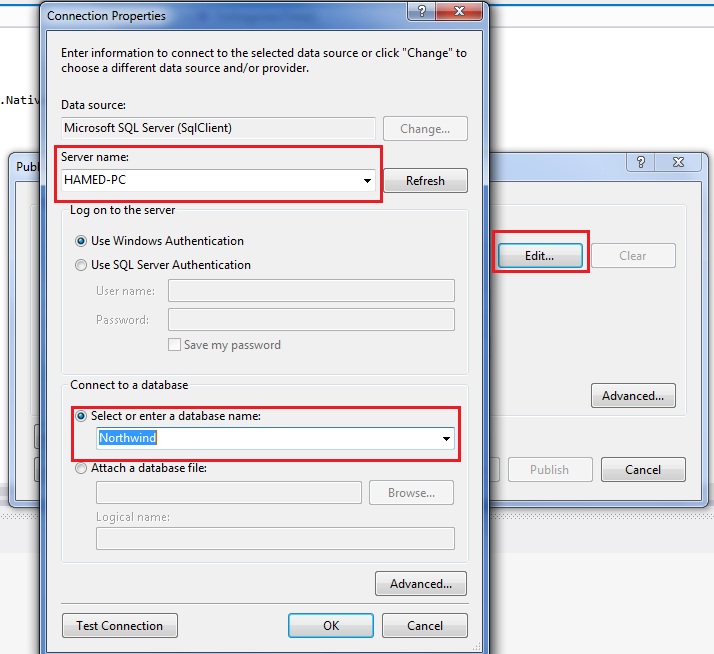 Connection Properties
?
Enter information to connect to the selected data source or click "Change" to
choose a different data source and/or provider.
Data source:
Microsoft SQL Server (SqlClient)
Change...
Server name:
HAMED-PC
Refresh
Log on to the server
Use Windows Authentication
Use SQL Server Authentication
User name:
Password:
Save my password
Connect to a database
Select or enter a database name:
Northwind
Attach a database file:
Browse...
Logical name:
Advanced...
Test Connection
OK
Cancel
.Nativ
Publ
?
Edit...
Clear
Advanced...
Publish
Cancel